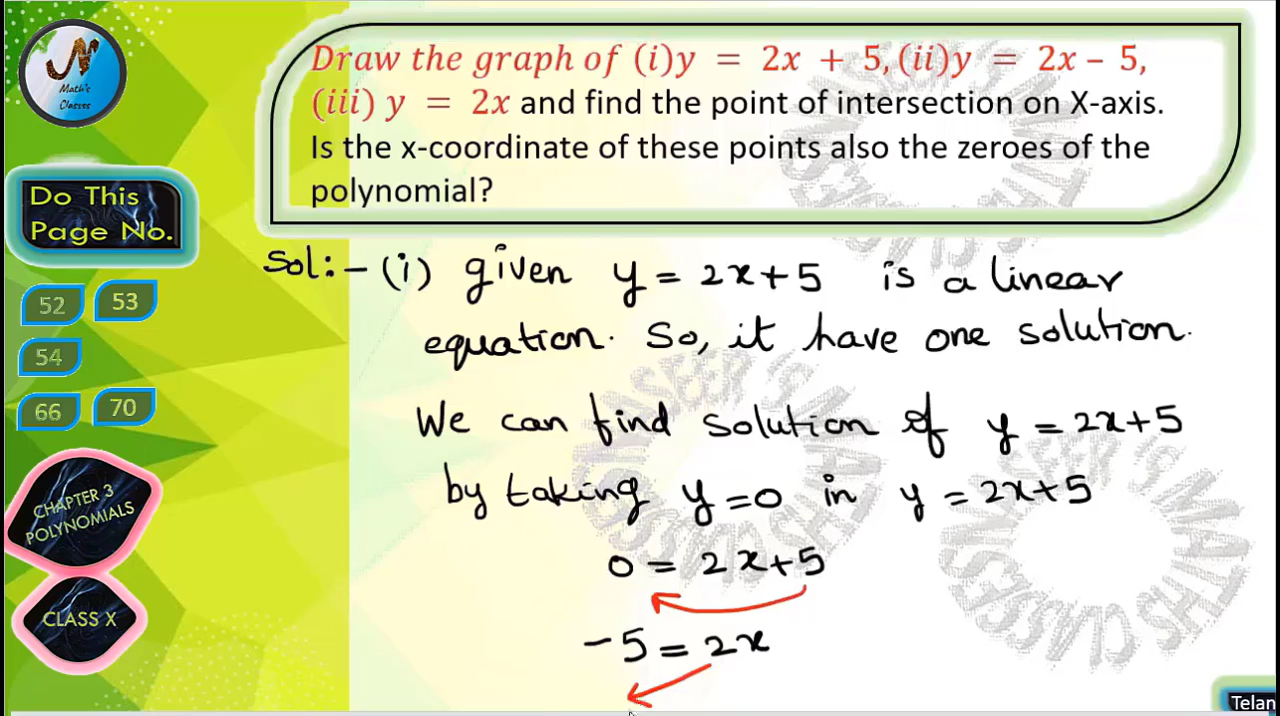 N
Math's
Classes
Draw the graph of (i)y = 2x + 5, (ii)y = 2x – 5,
(iii) y = 2x and find the point of intersection on X-axis.
Is the x-coordinate of these points also the zeroes of the
polynomial?
Do This
Page No.
52 53
54
66 70
CHAPTER 3
POLYNOMIALS
CLASS X
Sol:- (i) given y = 2x+5 is a linear
equation. So, it have one solution.
We can find solution of y = 2x+5
by taking y=0 in y = 2x+5
0 = 2x+5
-5 = 2x
Telan